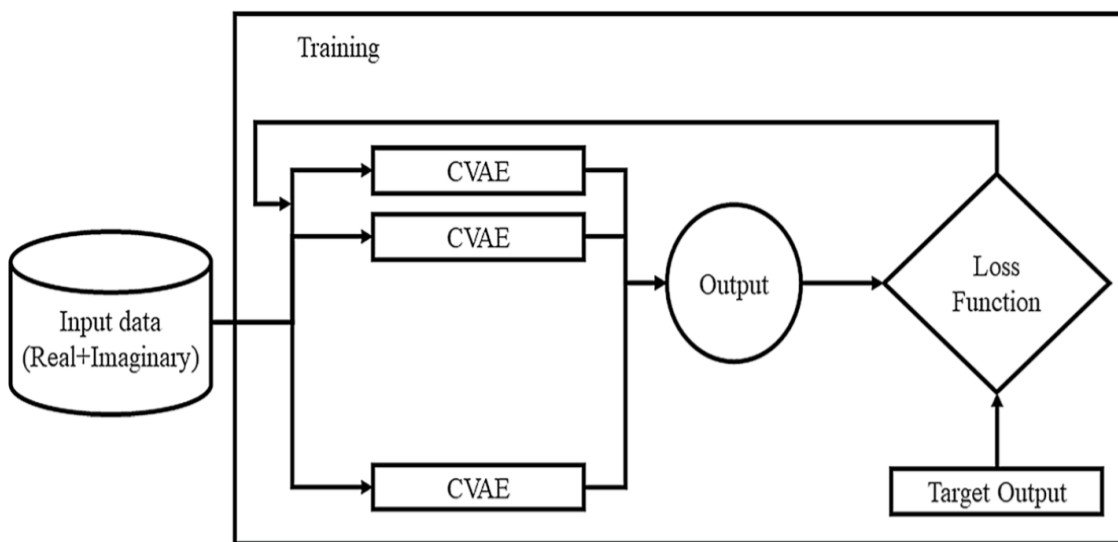 Training
CVAE
CVAE
Input data
(Real+Imaginary)
Output
Loss
Function
CVAE
Target Output